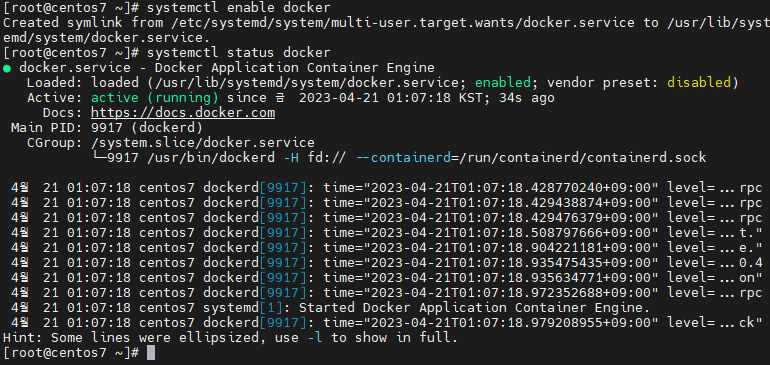 [root@centos7 ~]# systemctl enable docker
Created symlink from /etc/systemd/system/multi-user.target.wants/docker.service to /usr/lib/syst
emd/system/docker.service.
[root@centos7 ~]# systemctl status docker
● docker.service - Docker Application Container Engine
   Loaded: loaded (/usr/lib/systemd/system/docker.service; enabled; vendor preset: disabled)
   Active: active (running) since 금 2023-04-21 01:07:18 KST; 34s ago
     Docs: https://docs.docker.com
 Main PID: 9917 (dockerd)
   CGroup: /system.slice/docker.service
           └─9917 /usr/bin/dockerd -H fd:// --containerd=/run/containerd/containerd.sock

 4월  21 01:07:18 centos7 dockerd[9917]: time="2023-04-21T01:07:18.428770240+09:00" level=...rpc
 4월  21 01:07:18 centos7 dockerd[9917]: time="2023-04-21T01:07:18.429438874+09:00" level=...rpc
 4월  21 01:07:18 centos7 dockerd[9917]: time="2023-04-21T01:07:18.429476379+09:00" level=...rpc
 4월  21 01:07:18 centos7 dockerd[9917]: time="2023-04-21T01:07:18.508797666+09:00" level=...t."
 4월  21 01:07:18 centos7 dockerd[9917]: time="2023-04-21T01:07:18.904221181+09:00" level=...e."
 4월  21 01:07:18 centos7 dockerd[9917]: time="2023-04-21T01:07:18.935475435+09:00" level=...0.4
 4월  21 01:07:18 centos7 dockerd[9917]: time="2023-04-21T01:07:18.935634771+09:00" level=...on"
 4월  21 01:07:18 centos7 dockerd[9917]: time="2023-04-21T01:07:18.972352688+09:00" level=...rpc
 4월  21 01:07:18 centos7 systemd[1]: Started Docker Application Container Engine.
 4월  21 01:07:18 centos7 dockerd[9917]: time="2023-04-21T01:07:18.979208955+09:00" level=...ck"
Hint: Some lines were ellipsized, use -l to show in full.
[root@centos7 ~]#